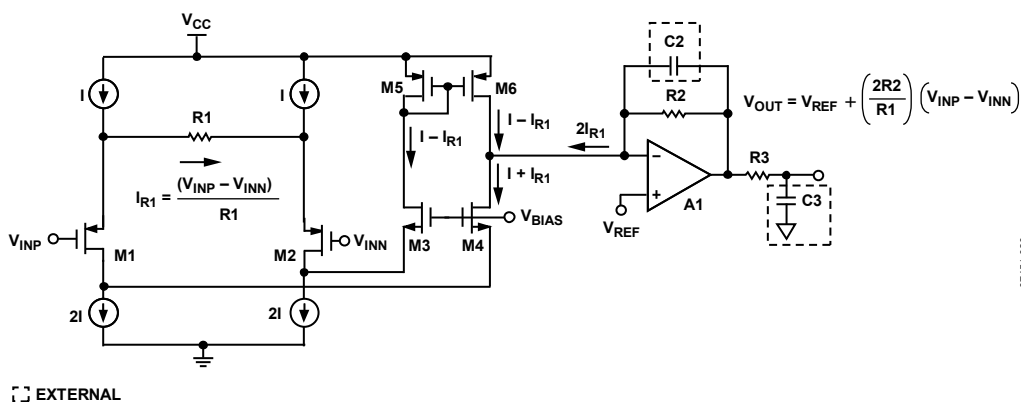 VCC
I
I
R1
IR1 = (VINP – VINN)
R1
VINP
M1
M2
VINN
2I
2I
M5
M6
I – IR1
I – IR1
I + IR1
M3
M4
VBIAS
2IR1
C2
R2
–
+
A1
VREF
R3
C3
VOUT = VREF + (2R2/R1) (VINP – VINN)
EXTERNAL